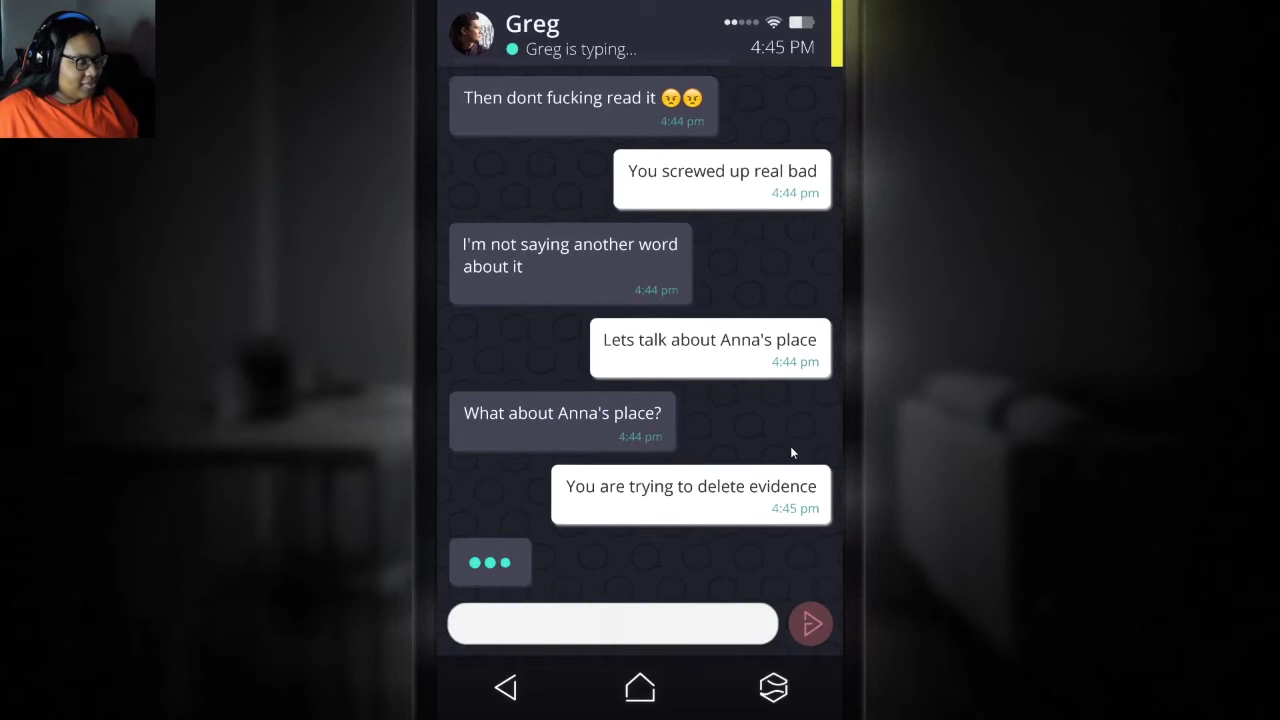 Greg
Greg is typing...
4:45 PM
Then dont fucking read it 😠😠
4:44 pm
You screwed up real bad
4:44 pm
I'm not saying another word
about it
4:44 pm
Lets talk about Anna's place
4:44 pm
What about Anna's place?
4:44 pm
You are trying to delete evidence
4:45 pm